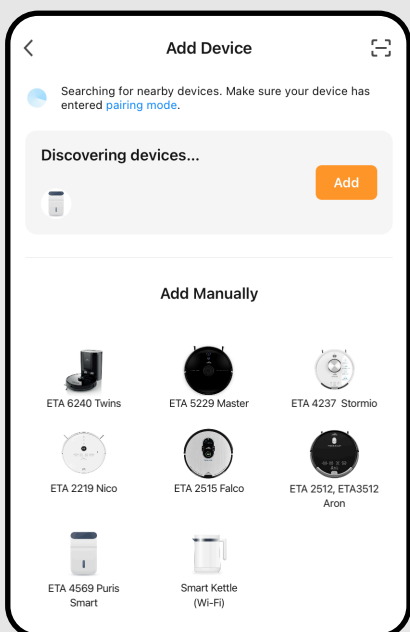 Add Device
Searching for nearby devices. Make sure your device has
entered pairing mode.
Discovering devices...
Add
Add Manually
ETA 6240 Twins
ETA 5229 Master
ETA 4237 Stormio
ETA 2219 Nico
ETA 2515 Falco
ETA 2512, ETA3512
Aron
ETA 4569 Puris
Smart
Smart Kettle
(Wi-Fi)